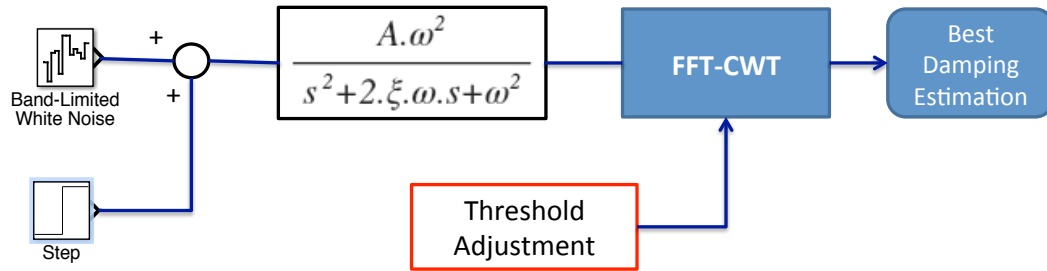 +
+
Band-Limited
White Noise
Step
A.ω²
s²+2.ξ.ω.s+ω²
FFT-CWT
Best
Damping
Estimation
Threshold
Adjustment